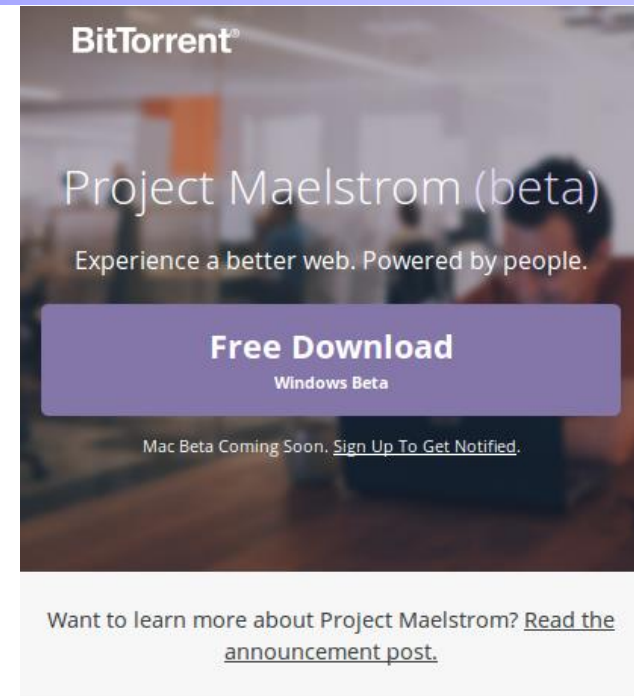 BitTorrent®
Project Maelstrom (beta)
Experience a better web. Powered by people.
Free Download
Windows Beta
Mac Beta Coming Soon. Sign Up To Get Notified.
Want to learn more about Project Maelstrom? Read the
announcement post.